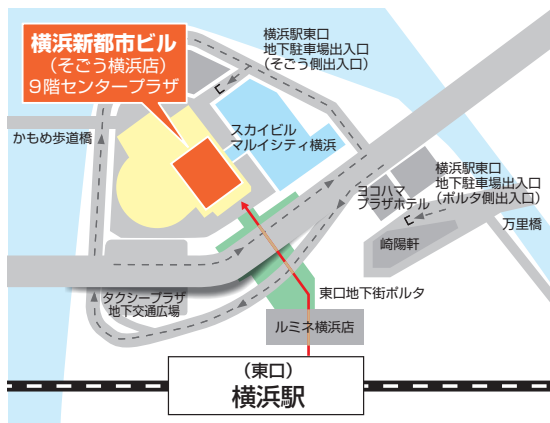 横浜新都市ビル
（そごう横浜店）
9階センタープラザ
横浜駅東口
地下駐車場出入口
（そごう側出入口）
かもめ歩道橋
スカイビル
マルイシティ横浜
横浜駅東口
地下駐車場出入口
（ポルタ側出入口）
ヨコハマ
プラザホテル
万里橋
崎陽軒
タクシープラザ
地下交通広場
東口地下街ポルタ
ルミネ横浜店
（東口）
横浜駅